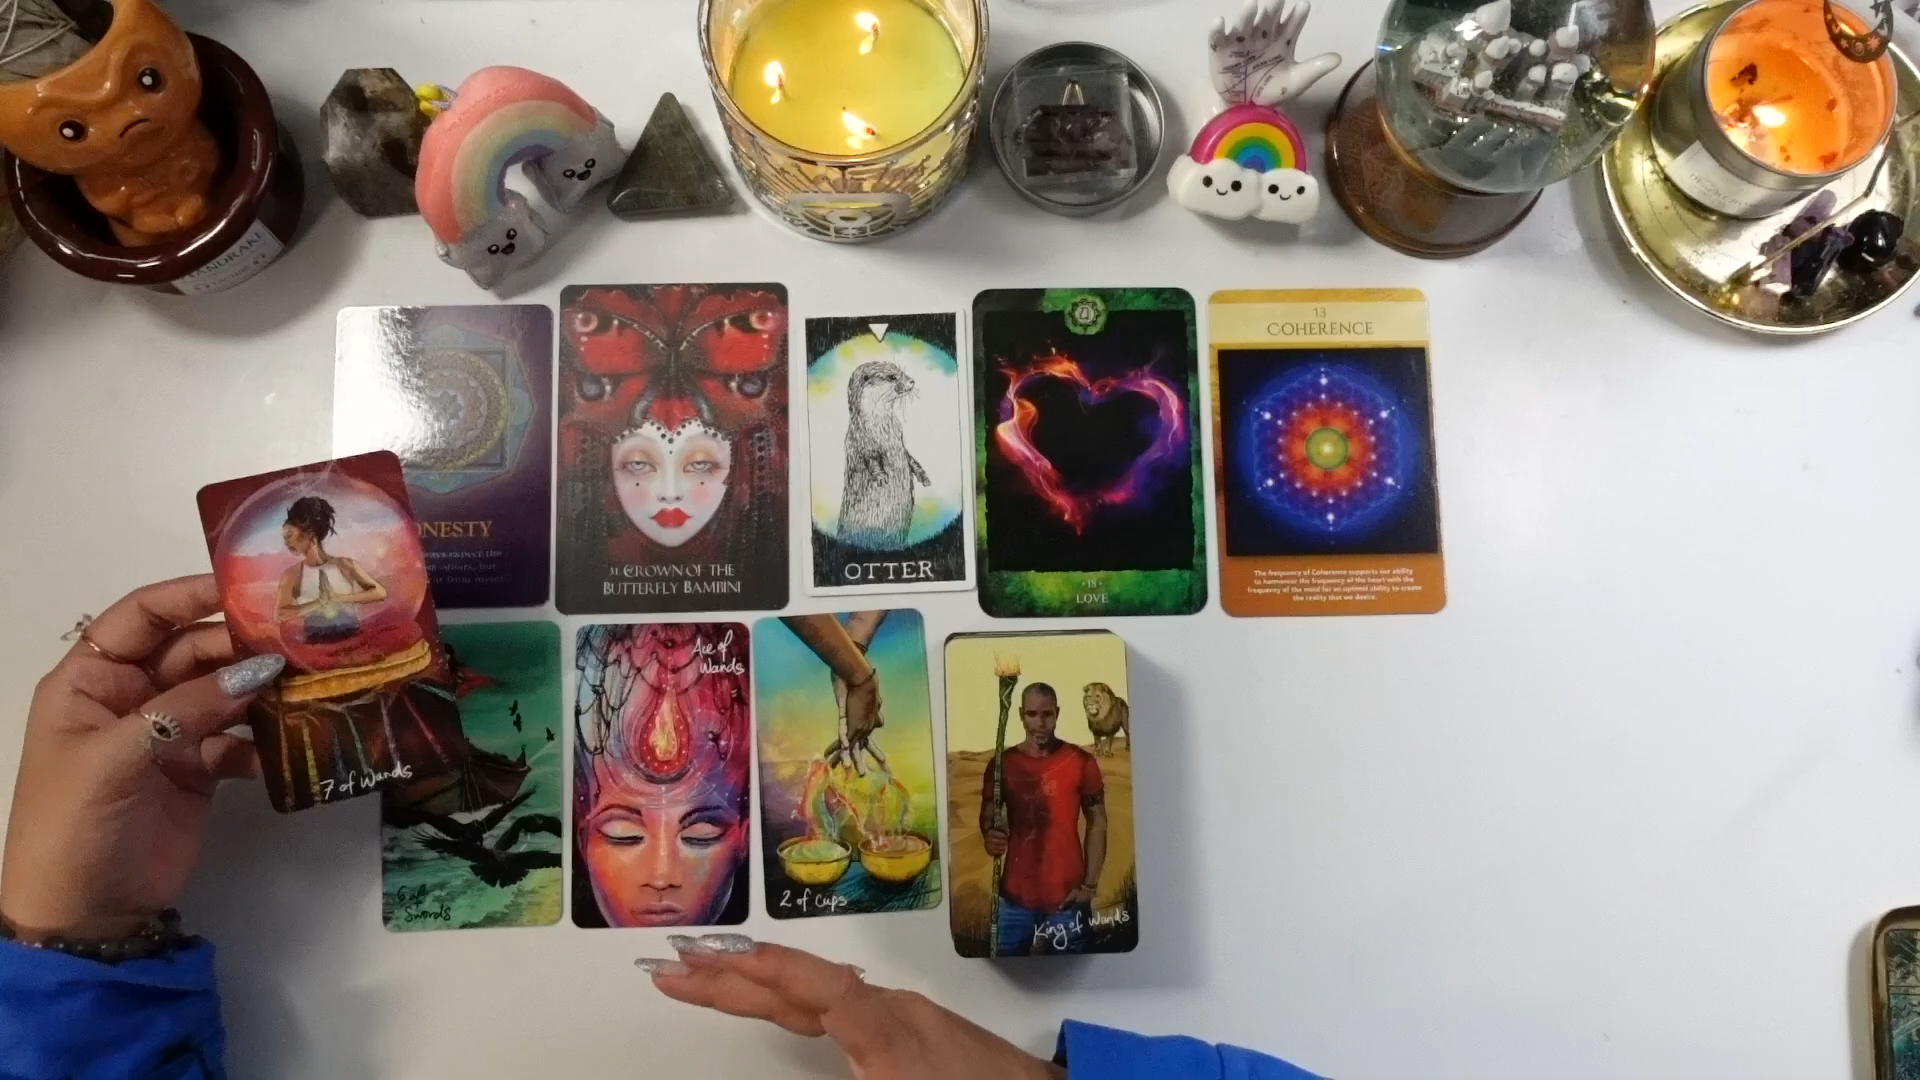 13
COHERENCE
ONESTY
31 CROWN OF THE
BUTTERFLY BAMBINI
OTTER
·18·
LOVE
The frequency of Coherence supports our ability
to harmonize the frequency of the heart with the
frequency of the mind for an optimal ability to create
the reality that we desire.
7 of Wands
6 of
Swords
Ace of
Wands
2 of Cups
King of Wands